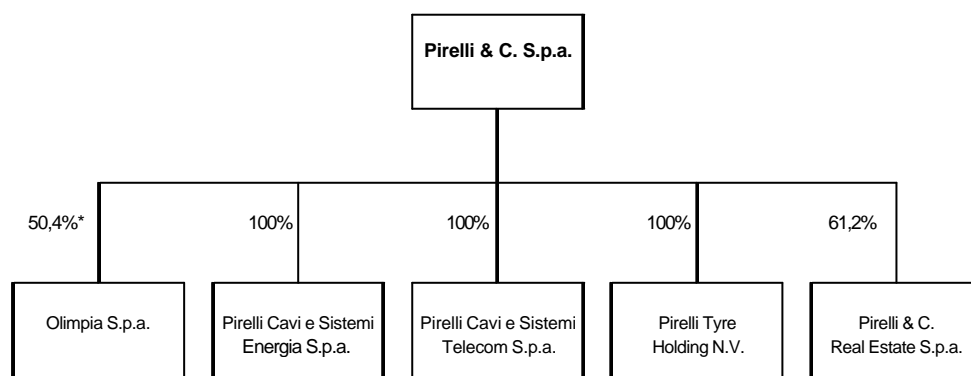 Pirelli & C. S.p.a.
50,4%*
100%
100%
100%
61,2%
Olimpia S.p.a.
Pirelli Cavi e Sistemi
Energia S.p.a.
Pirelli Cavi e Sistemi
Telecom S.p.a.
Pirelli Tyre
Holding N.V.
Pirelli & C.
Real Estate S.p.a.